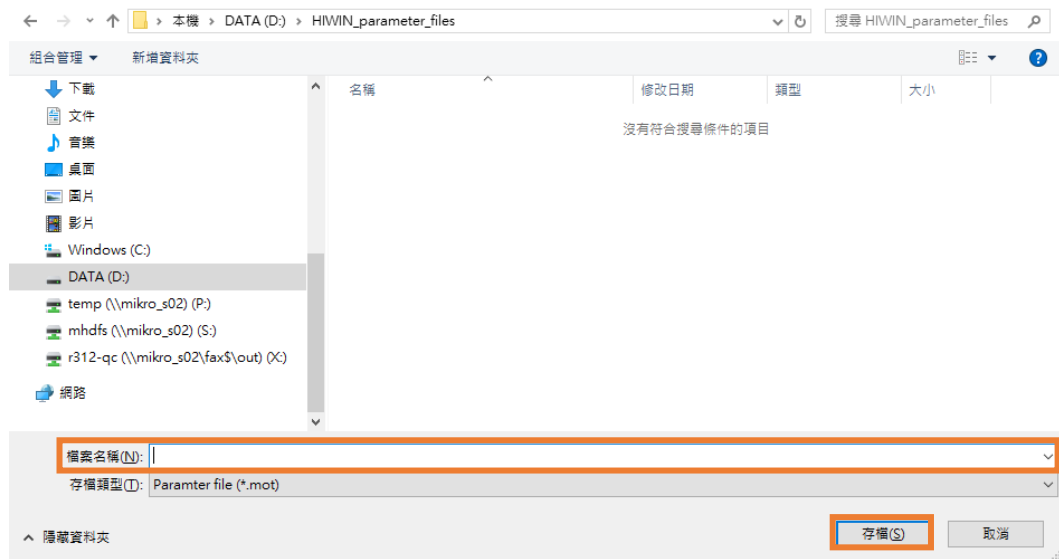 本機 › DATA (D:) › HIWIN_parameter_files
搜尋 HIWIN_parameter_files
組合管理 新增資料夾
下載
文件
音樂
桌面
圖片
影片
Windows (C:)
DATA (D:)
temp (\\mikro_s02) (P:)
mhdfs (\\mikro_s02) (S:)
r312-qc (\\mikro_s02\fax$\out) (X:)
網路
名稱 修改日期 類型 大小
沒有符合搜尋條件的項目
檔案名稱(N):
存檔類型(T): Paramter file (*.mot)
隱藏資料夾 存檔(S) 取消